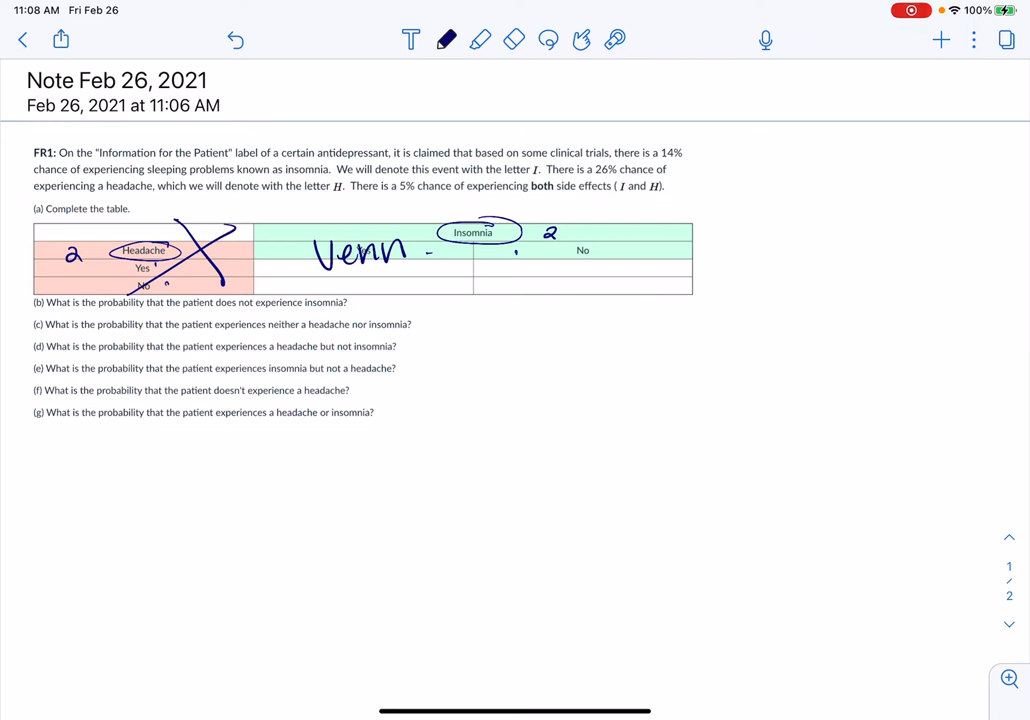 11:08 AM Fri Feb 26
100%
T
Note Feb 26, 2021
Feb 26, 2021 at 11:06 AM
FR1: On the "Information for the Patient" label of a certain antidepressant, it is claimed that based on some clinical trials, there is a 14%
chance of experiencing sleeping problems known as insomnia. We will denote this event with the letter I. There is a 26% chance of
experiencing a headache, which we will denote with the letter H. There is a 5% chance of experiencing both side effects ( I and H).
(a) Complete the table.
Insomnia 2
2 Headache Venn No
Yes
No
(b) What is the probability that the patient does not experience insomnia?
(c) What is the probability that the patient experiences neither a headache nor insomnia?
(d) What is the probability that the patient experiences a headache but not insomnia?
(e) What is the probability that the patient experiences insomnia but not a headache?
(f) What is the probability that the patient doesn't experience a headache?
(g) What is the probability that the patient experiences a headache or insomnia?
1
/
2